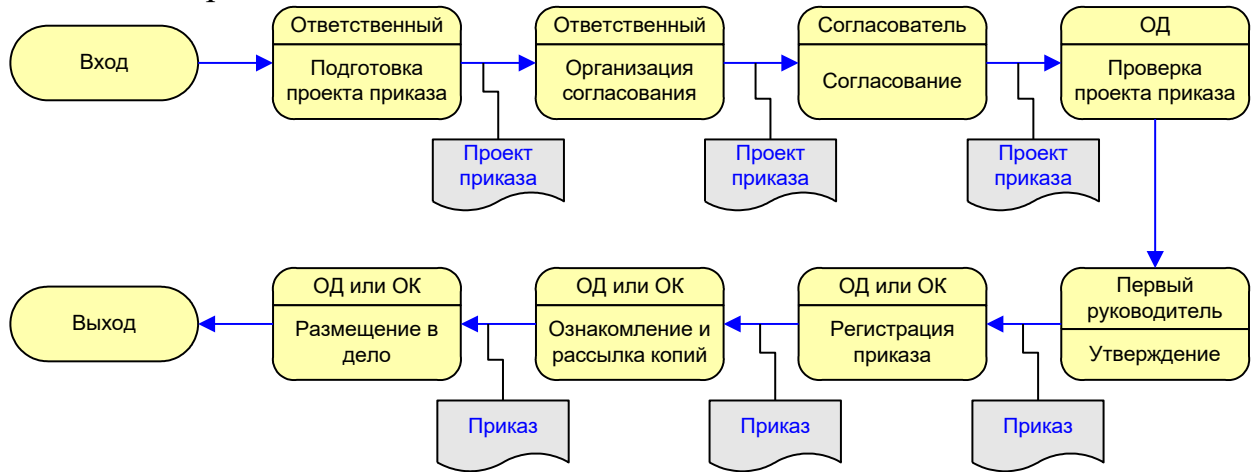 Вход
Ответственный
Подготовка
проекта приказа
Ответственный
Организация
согласования
Согласователь
Согласование
ОД
Проверка
проекта приказа
Проект
приказа
Проект
приказа
Проект
приказа
Первый
руководитель
Утверждение
ОД или ОК
Регистрация
приказа
ОД или ОК
Ознакомление и
рассылка копий
ОД или ОК
Размещение в
дело
Выход
Приказ
Приказ
Приказ